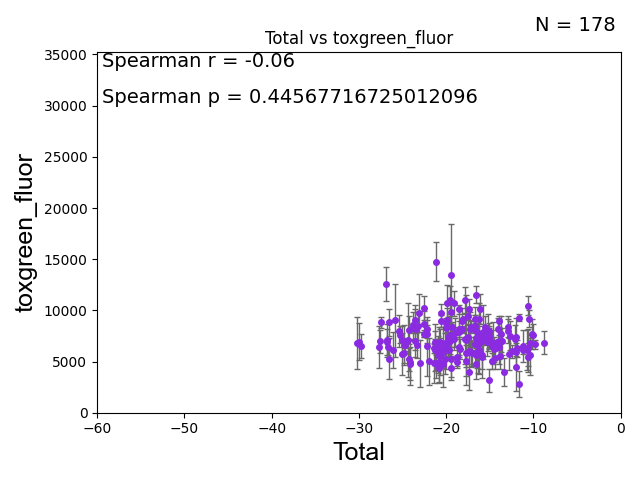 N = 178
Total vs toxgreen_fluor
Spearman r = -0.06
Spearman p = 0.44567716725012096
35000
30000
25000
20000
15000
10000
5000
0
toxgreen_fluor
−60 −50 −40 −30 −20 −10 0
Total